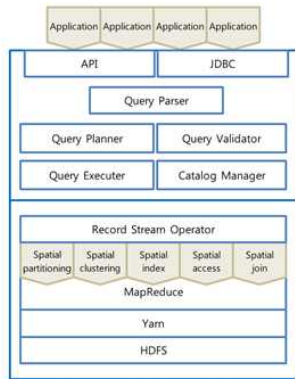 Application Application Application Application
API JDBC
Query Parser
Query Planner Query Validator
Query Executer Catalog Manager
Record Stream Operator
Spatial Spatial Spatial Spatial Spatial
partitioning clustering index access join
MapReduce
Yarn
HDFS